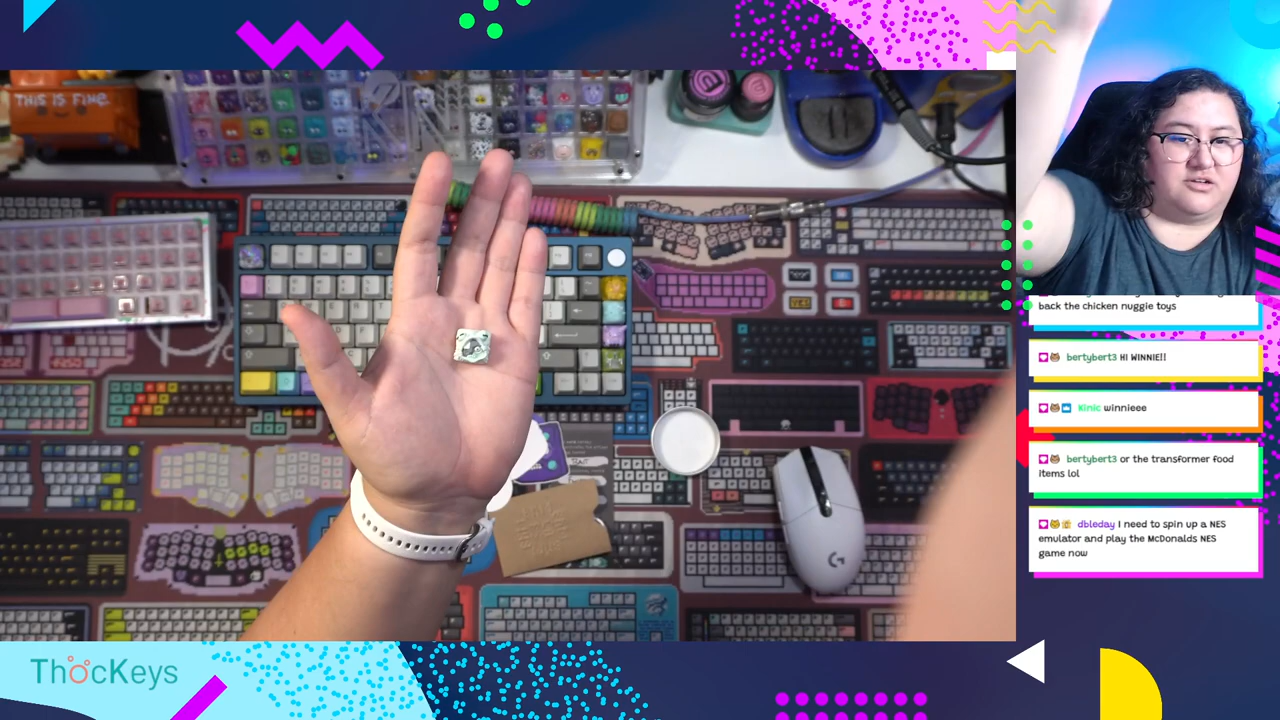 THIS IS FINE.
back the chicken nuggie toys
bertybert3 HI WINNIE!!
Kinic winnieee
bertybert3 or the transformer food
items lol
dbleday I need to spin up a NES
emulator and play the McDonalds NES
game now
ThocKeys